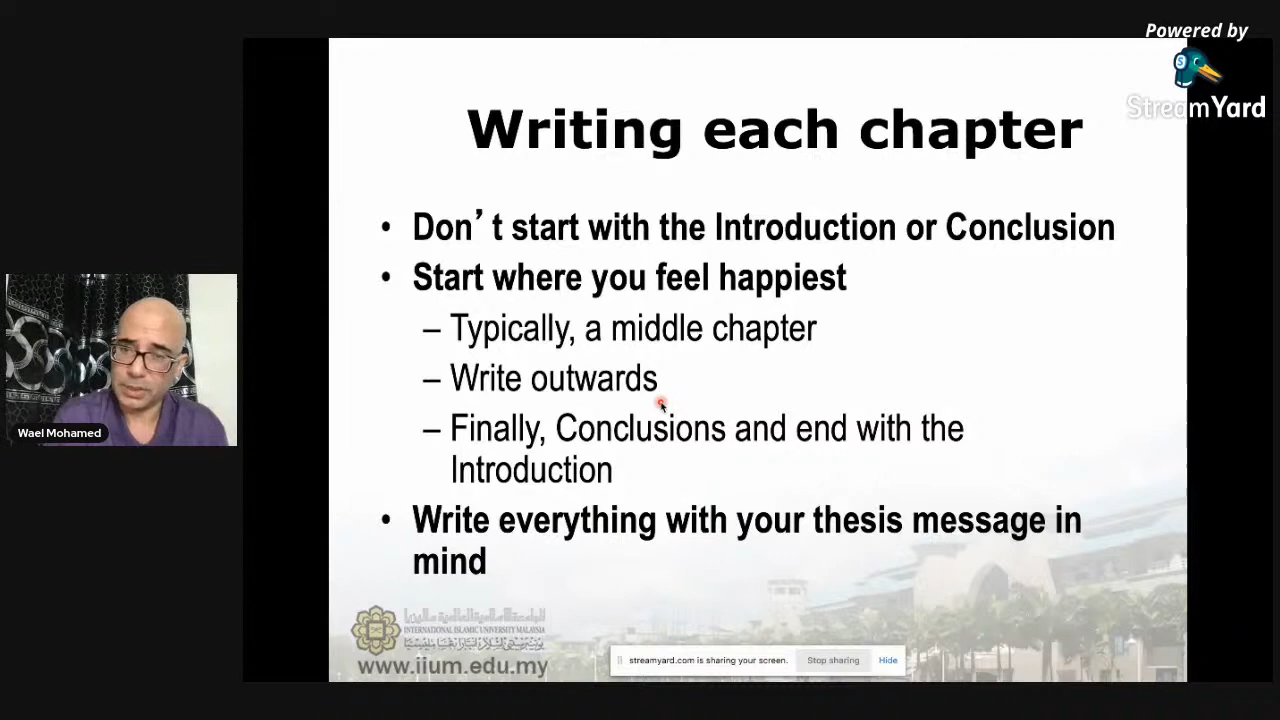 Powered by
StreamYard
Writing each chapter
• Don’t start with the Introduction or Conclusion
• Start where you feel happiest
– Typically, a middle chapter
– Write outwards
– Finally, Conclusions and end with the
Introduction
• Write everything with your thesis message in
mind
Wael Mohamed
INTERNATIONAL ISLAMIC UNIVERSITY MALAYSIA
www.iium.edu.my
streamyard.com is sharing your screen.
Stop sharing
Hide